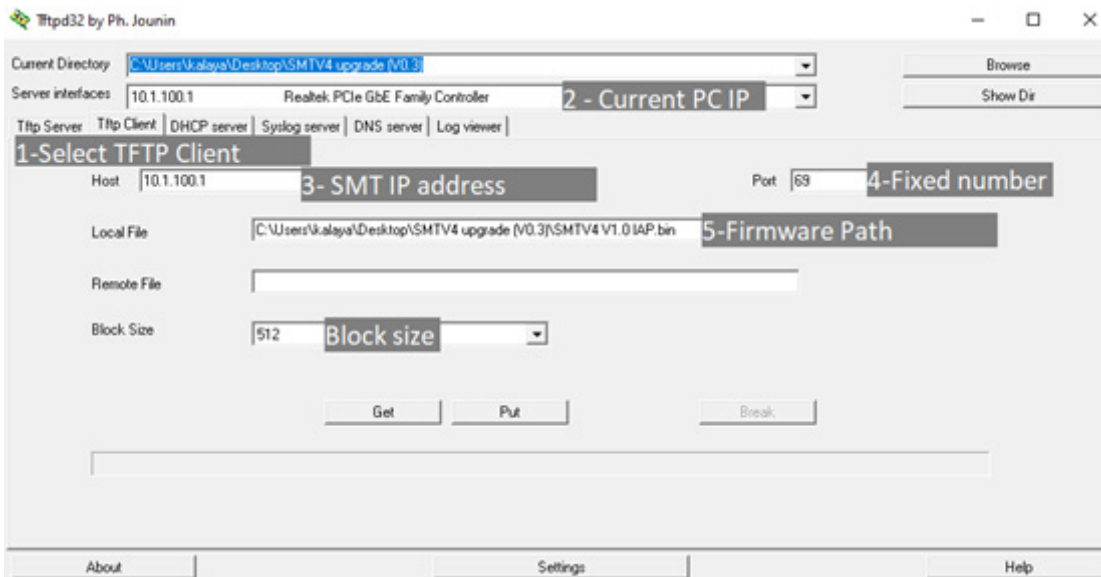 Tftpd32 by Ph. Jounin
Current Directory C:\Users\kalaya\Desktop\SMTV4 upgrade (V0.3) Browse
Server interfaces 10.1.100.1 Realtek PCIe GbE Family Controller 2 - Current PC IP Show Dir
Tftp Server Tftp Client DHCP server Syslog server DNS server Log viewer
1-Select TFTP Client
Host 10.1.100.1 3- SMT IP address Port 69 4-Fixed number
Local File C:\Users\kalaya\Desktop\SMTV4 upgrade (V0.3)\SMTV4 V1.0 IAP.bin 5-Firmware Path
Remote File
Block Size 512 Block size
Get Put Break
About Settings Help